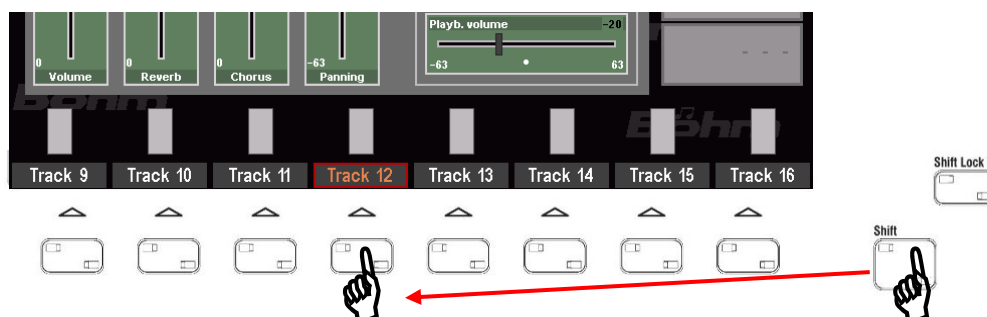 Playb. volume -20
0 0 0 -63 -63 63
Volume Reverb Chorus Panning
- - -
Böhm
Böhm
Track 9 Track 10 Track 11 Track 12 Track 13 Track 14 Track 15 Track 16
Shift Lock
Shift